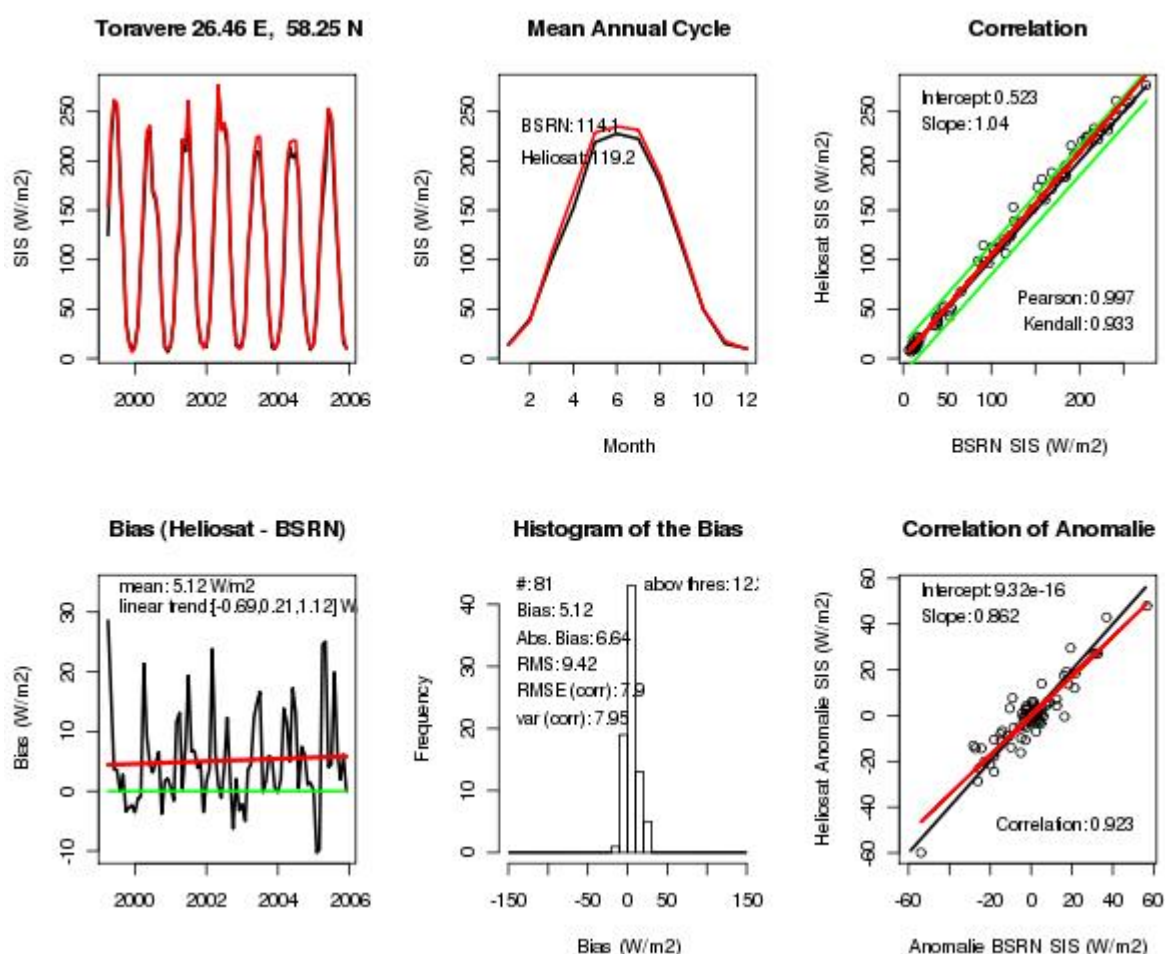 Toravere 26.46 E, 58.25 N
SIS (W/m2)
250
200
150
100
50
0
2000 2002 2004 2006
Mean Annual Cycle
BSRN: 114.1
Heliosat: 119.2
SIS (W/m2)
250
200
150
100
50
0
2 4 6 8 10 12
Month
Correlation
Intercept: 0.523
Slope: 1.04
Pearson: 0.997
Kendall: 0.933
Heliosat SIS (W/m2)
250
200
150
100
50
0
0 50 100 200
BSRN SIS (W/m2)
Bias (Heliosat - BSRN)
mean: 5.12 W/m2
linear trend: [-0.69,0.21,1.12] W
Bias (W/m2)
30
20
10
0
-10
2000 2002 2004 2006
Histogram of the Bias
#: 81
Bias: 5.12
Abs. Bias: 6.64
RMS: 9.42
RMSE (corr): 7.9
var (corr): 7.95
Frequency
40
30
20
10
0
-150 -50 0 50 150
Bias (W/m2)
Correlation of Anomalie
Intercept: 9.32e-16
Slope: 0.862
Correlation: 0.923
Heliosat Anomalie SIS (W/m2)
60
40
20
0
-20
-40
-60
-60 -20 0 20 40 60
Anomalie BSRN SIS (W/m2)